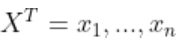 X^T = x_1, ..., x_n